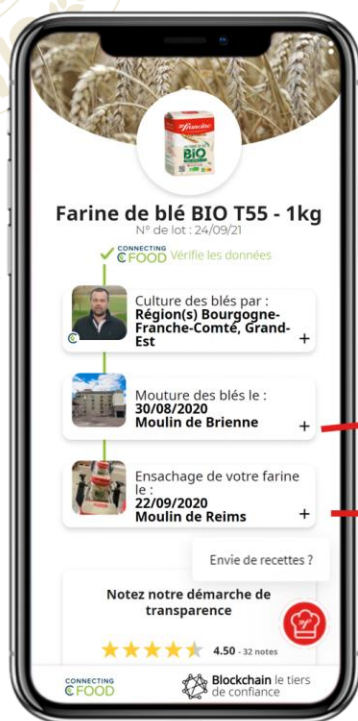 Francine
BiO
Farine de blé BIO T55 - 1kg
N° de lot : 24/09/21
CONNECTING
FOOD Vérifie les données
Culture des blés par :
Région(s) Bourgogne-
Franche-Comté, Grand-
Est
+
Mouture des blés le :
30/08/2020
Moulin de Brienne
+
Ensachage de votre farine
le :
22/09/2020
Moulin de Reims
+
Envie de recettes ?
Notez notre démarche de
transparence
4.50 - 32 notes
CONNECTING
FOOD
Blockchain le tiers
de confiance